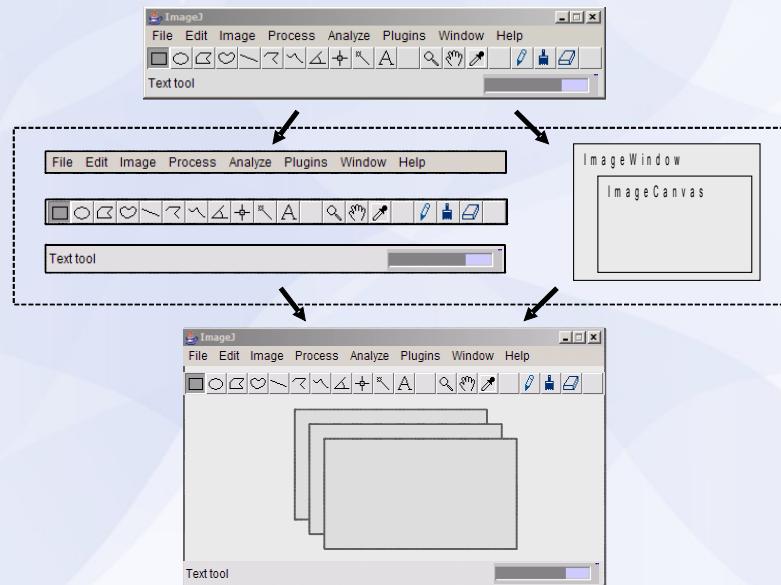 ImageJ
File Edit Image Process Analyze Plugins Window Help
A
Text tool
File Edit Image Process Analyze Plugins Window Help
A
Text tool
ImageWindow
ImageCanvas
ImageJ
File Edit Image Process Analyze Plugins Window Help
A
Text tool